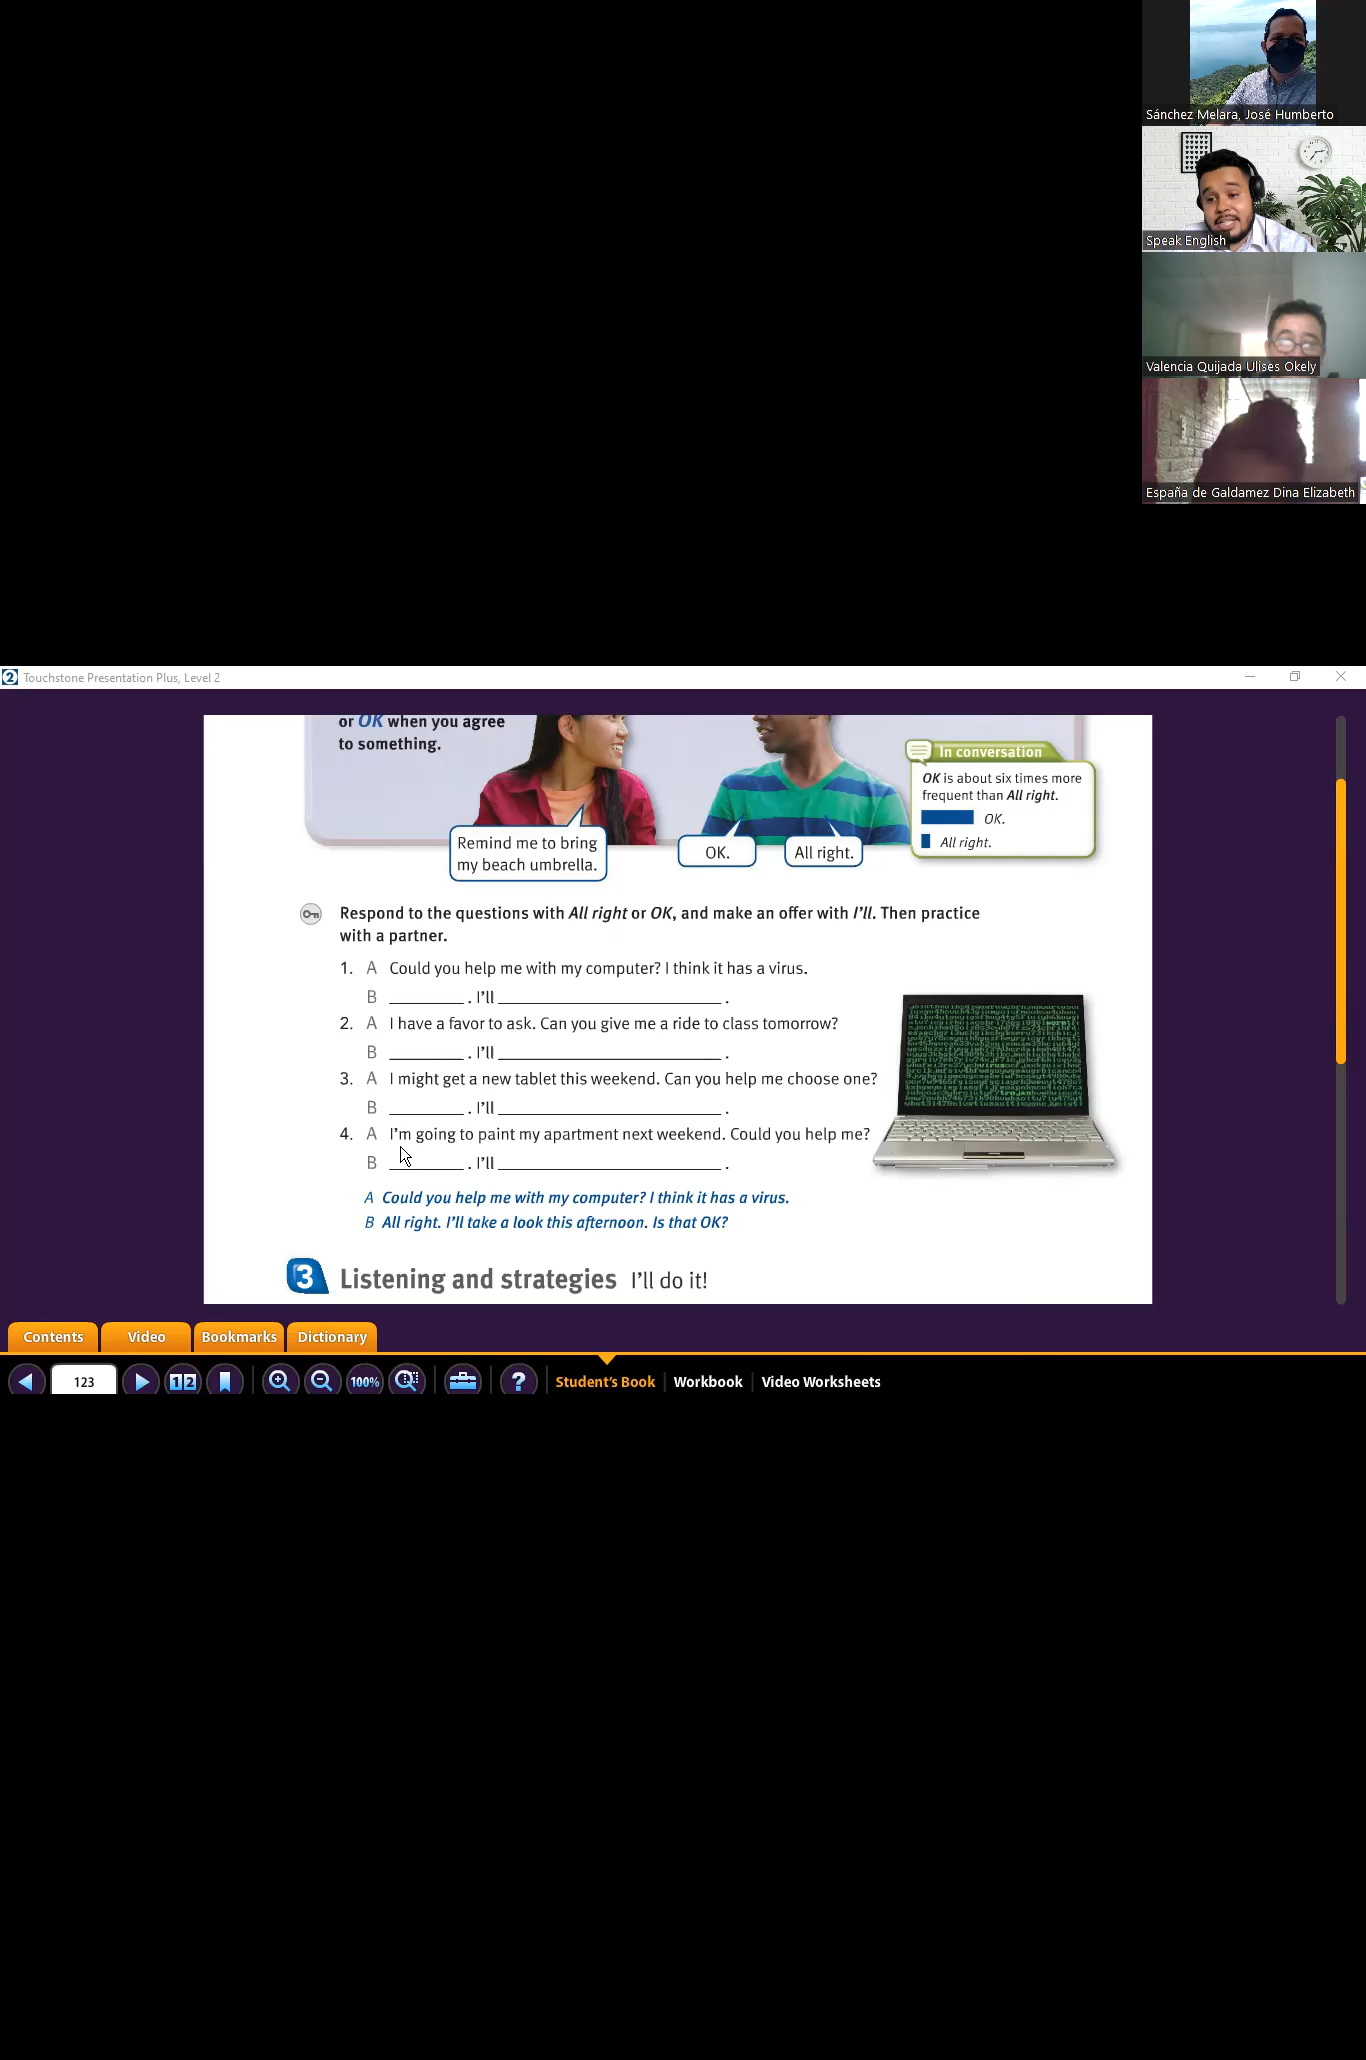 Sánchez Melara, José Humberto
Speak English
Valencia Quijada Ulises Okely
España de Galdamez Dina Elizabeth
Touchstone Presentation Plus, Level 2
or OK when you agree
to something.
In conversation
OK is about six times more
frequent than All right.
OK.
All right.
Remind me to bring
my beach umbrella.
OK.
All right.
Respond to the questions with All right or OK, and make an offer with I'll. Then practice
with a partner.
1. A Could you help me with my computer? I think it has a virus.
B ________ . I'll ________________________ .
2. A I have a favor to ask. Can you give me a ride to class tomorrow?
B ________ . I'll ________________________ .
3. A I might get a new tablet this weekend. Can you help me choose one?
B ________ . I'll ________________________ .
4. A I'm going to paint my apartment next weekend. Could you help me?
B ________ . I'll ________________________ .
A Could you help me with my computer? I think it has a virus.
B All right. I'll take a look this afternoon. Is that OK?
3 Listening and strategies I'll do it!
Contents Video Bookmarks Dictionary
123 12 100% ? Student's Book Workbook Video Worksheets